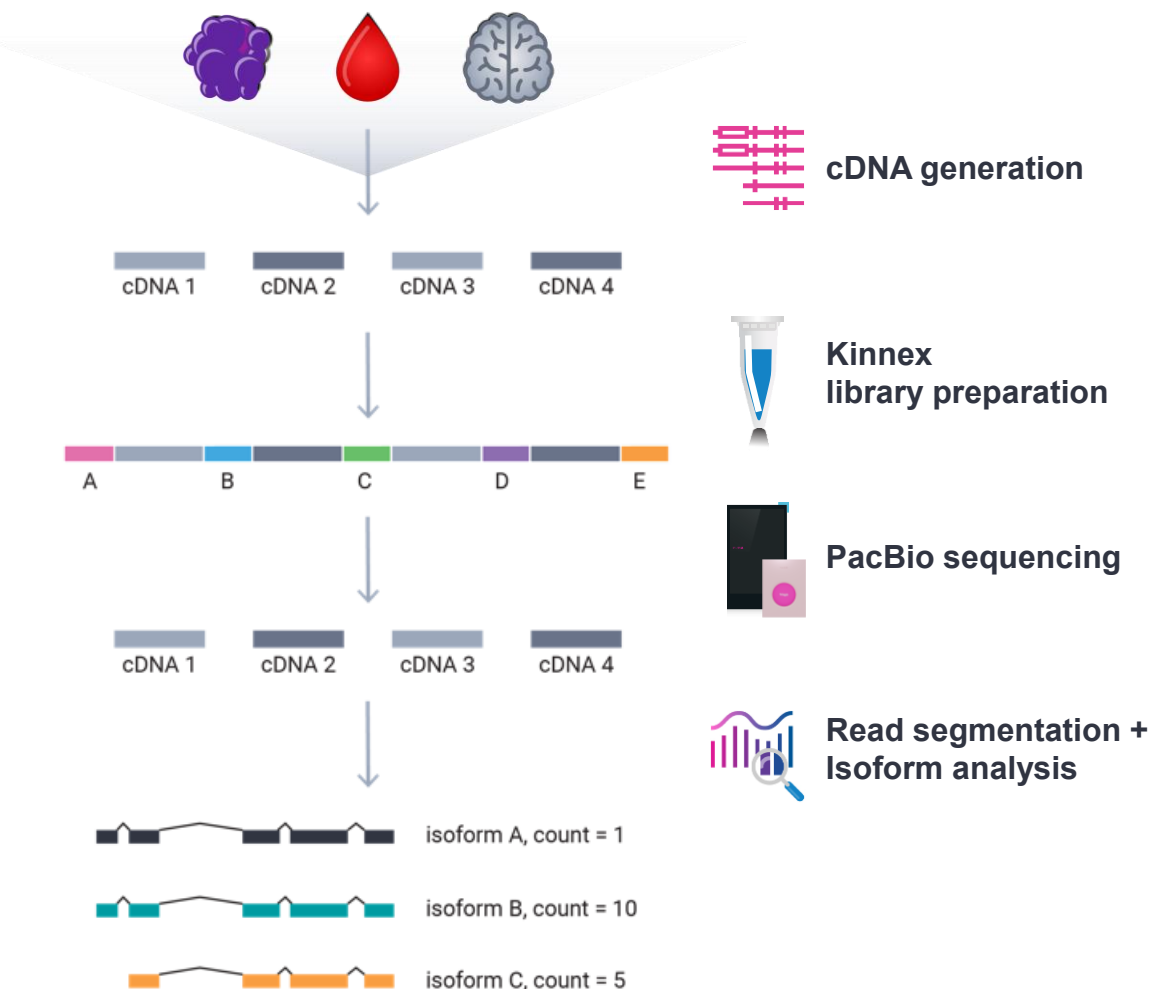 cDNA generation
cDNA 1 cDNA 2 cDNA 3 cDNA 4
Kinnex
library preparation
A B C D E
PacBio sequencing
cDNA 1 cDNA 2 cDNA 3 cDNA 4
Read segmentation +
Isoform analysis
isoform A, count = 1
isoform B, count = 10
isoform C, count = 5